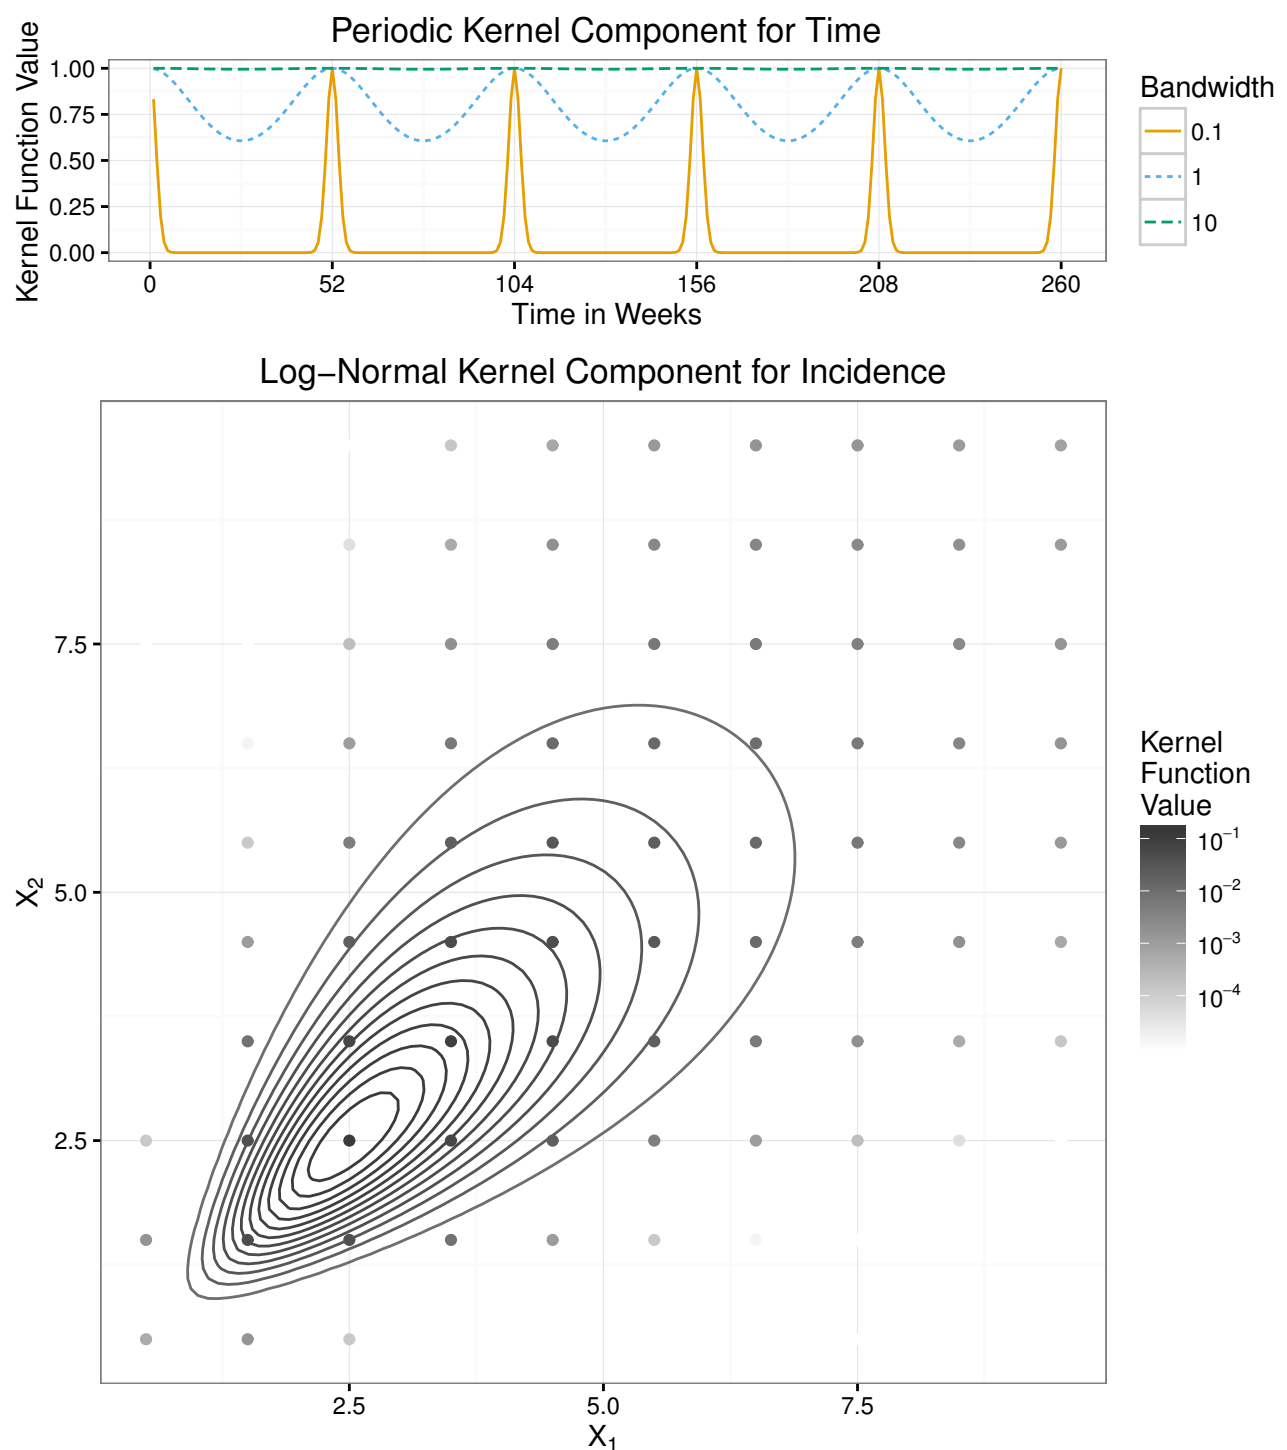 Periodic Kernel Component for Time
Kernel Function Value
1.00
0.75
0.50
0.25
0.00
0 52 104 156 208 260
Time in Weeks
Bandwidth
0.1
1
10
Log−Normal Kernel Component for Incidence
X₂
7.5
5.0
2.5
2.5 5.0 7.5
X₁
Kernel
Function
Value
10⁻¹
10⁻²
10⁻³
10⁻⁴